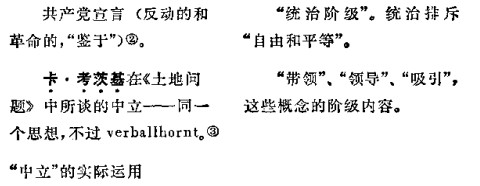 共产党宣言（反动的和
革命的，“鉴于”）②。
卡·考茨基在《土地问
题》中所谈的中立——同一
个思想，不过 verballhornt。③
“中立”的实际运用
“统治阶级”。统治排斥
“自由和平等”。
“带领”、“领导”、“吸引”，
这些概念的阶级内容。